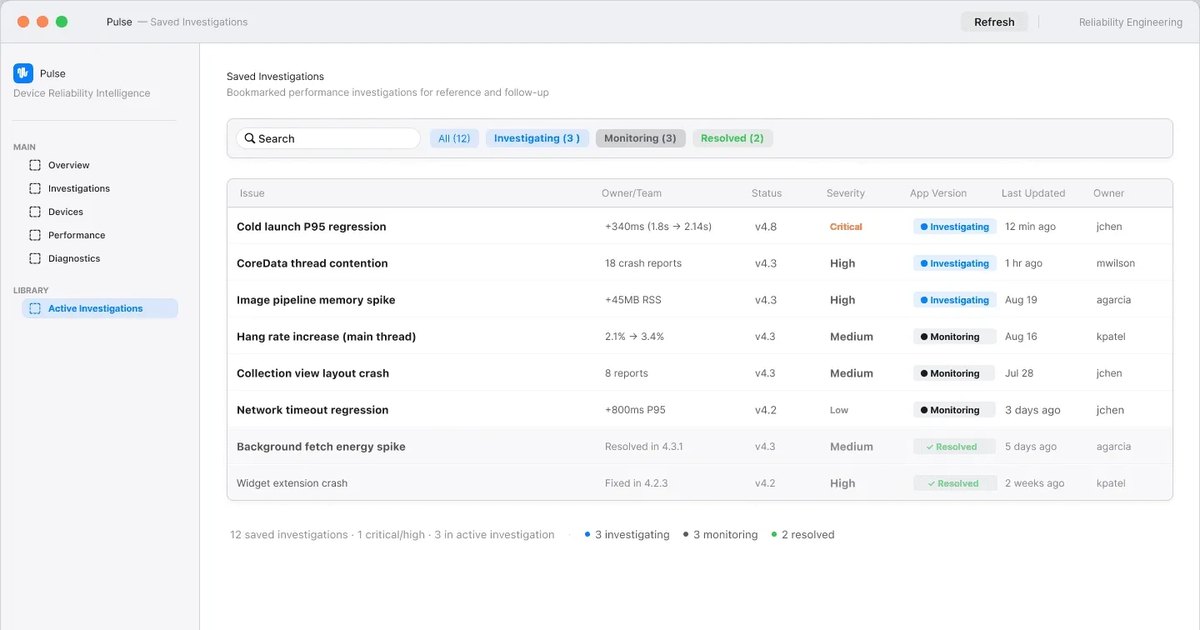 Pulse — Saved Investigations
Refresh
Reliability Engineering
Pulse
Device Reliability Intelligence
MAIN
Overview
Investigations
Devices
Performance
Diagnostics
LIBRARY
Active Investigations
Saved Investigations
Bookmarked performance investigations for reference and follow-up
Search All (12) Investigating (3 ) Monitoring (3) Resolved (2)
Issue Owner/Team Status Severity App Version Last Updated Owner
Cold launch P95 regression +340ms (1.8s → 2.14s) v4.8 Critical Investigating 12 min ago jchen
CoreData thread contention 18 crash reports v4.3 High Investigating 1 hr ago mwilson
Image pipeline memory spike +45MB RSS v4.3 High Investigating Aug 19 agarcia
Hang rate increase (main thread) 2.1% → 3.4% v4.3 Medium Monitoring Aug 16 kpatel
Collection view layout crash 8 reports v4.3 Medium Monitoring Jul 28 jchen
Network timeout regression +800ms P95 v4.2 Low Monitoring 3 days ago jchen
Background fetch energy spike Resolved in 4.3.1 v4.3 Medium ✓ Resolved 5 days ago agarcia
Widget extension crash Fixed in 4.2.3 v4.2 High ✓ Resolved 2 weeks ago kpatel
12 saved investigations · 1 critical/high · 3 in active investigation • 3 investigating • 3 monitoring • 2 resolved